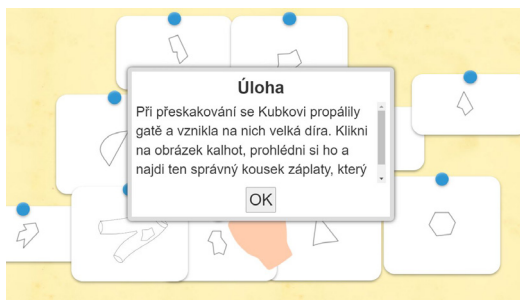 Úloha
Při přeskakování se Kubkovi propálily
gatě a vznikla na nich velká díra. Klikni
na obrázek kalhot, prohlédni si ho a
najdi ten správný kousek záplaty, který
OK